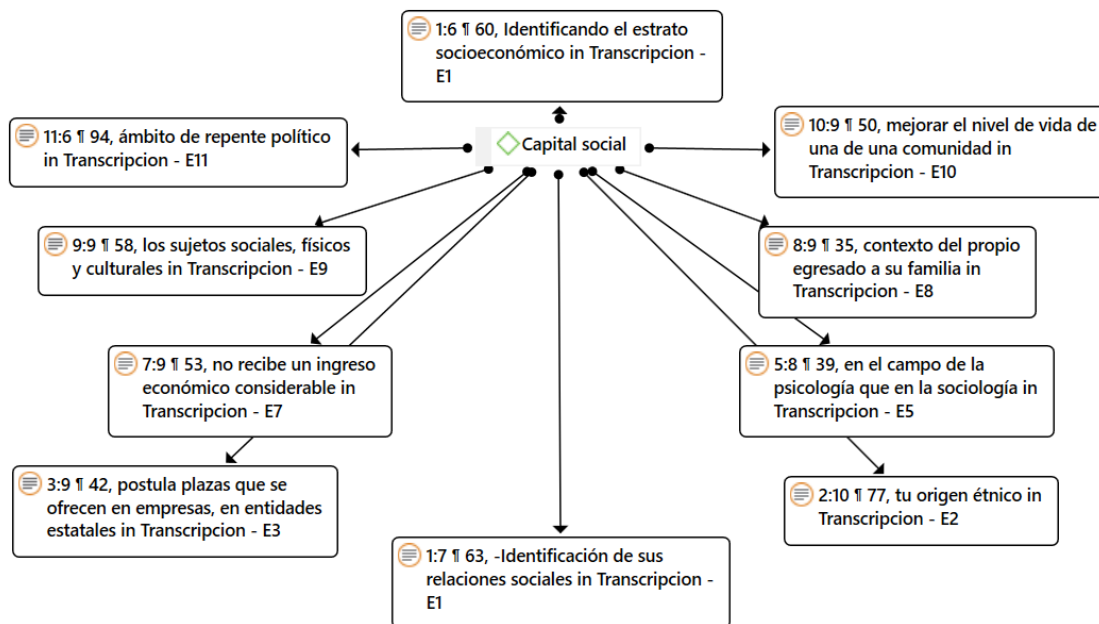 1:6 ¶ 60, Identificando el estrato
socioeconómico in Transcripcion -
E1
11:6 ¶ 94, ámbito de repente político
in Transcripcion - E11
Capital social
10:9 ¶ 50, mejorar el nivel de vida de
una de una comunidad in
Transcripcion - E10
9:9 ¶ 58, los sujetos sociales, físicos
y culturales in Transcripcion - E9
8:9 ¶ 35, contexto del propio
egresado a su familia in
Transcripcion - E8
7:9 ¶ 53, no recibe un ingreso
económico considerable in
Transcripcion - E7
5:8 ¶ 39, en el campo de la
psicología que en la sociología in
Transcripcion - E5
3:9 ¶ 42, postula plazas que se
ofrecen en empresas, en entidades
estatales in Transcripcion - E3
2:10 ¶ 77, tu origen étnico in
Transcripcion - E2
1:7 ¶ 63, -Identificación de sus
relaciones sociales in Transcripcion -
E1